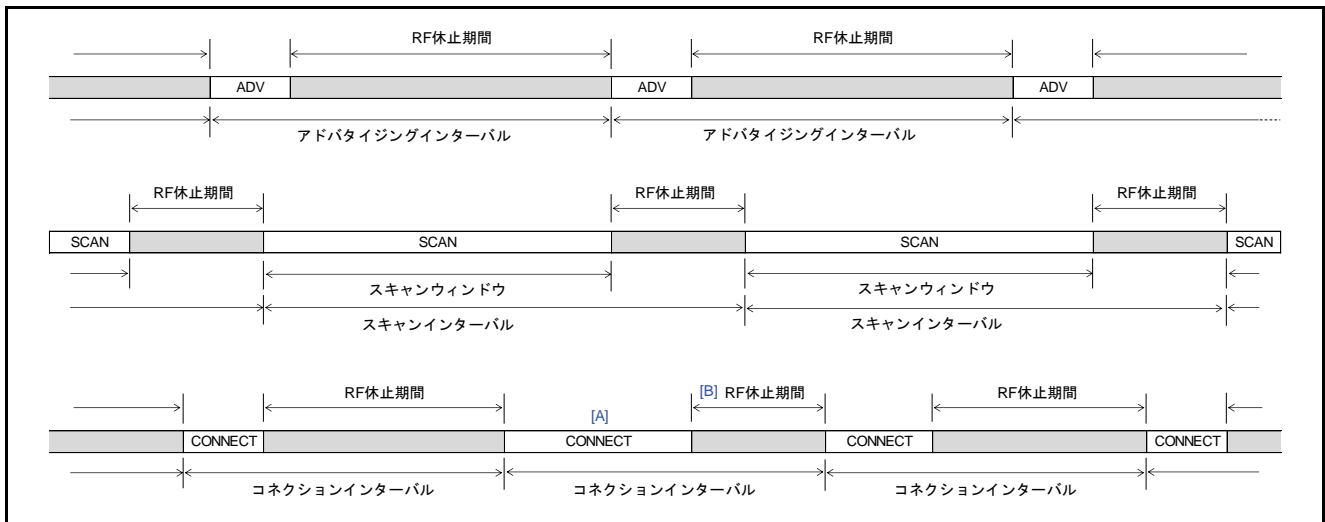 RF休止期間 RF休止期間
ADV ADV ADV
アドバタイジングインターバル アドバタイジングインターバル
RF休止期間 RF休止期間 RF休止期間
SCAN SCAN SCAN SCAN
スキャンウィンドウ スキャンウィンドウ
スキャンインターバル スキャンインターバル
RF休止期間 [B] RF休止期間 RF休止期間
[A]
CONNECT CONNECT CONNECT CONNECT
コネクションインターバル コネクションインターバル コネクションインターバル